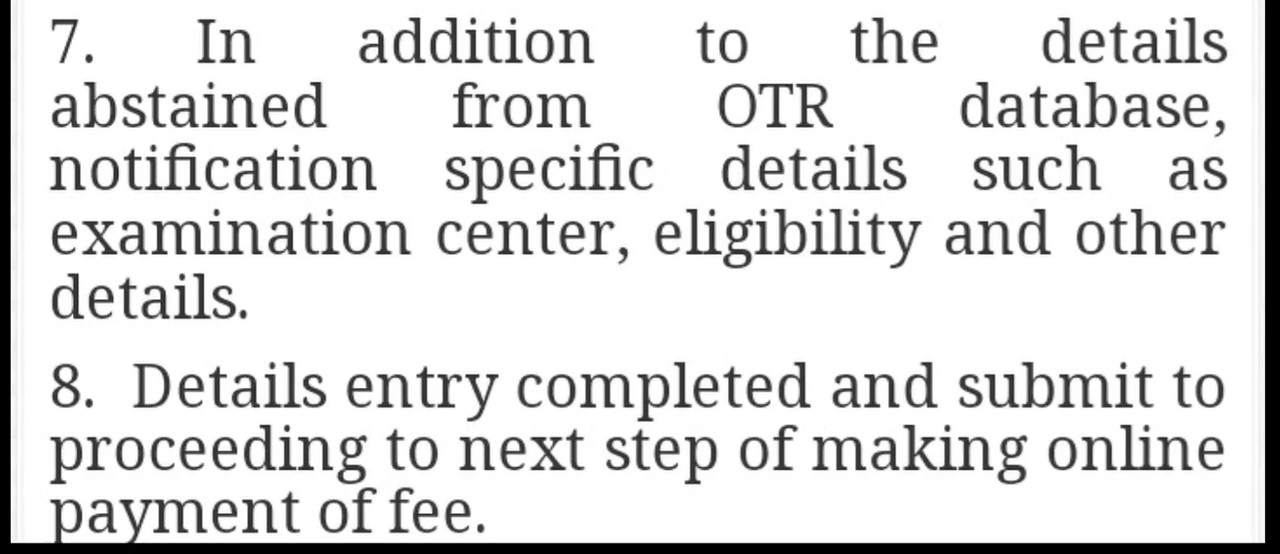 7. In addition to the details
abstained from OTR database,
notification specific details such as
examination center, eligibility and other
details.
8. Details entry completed and submit to
proceeding to next step of making online
payment of fee.